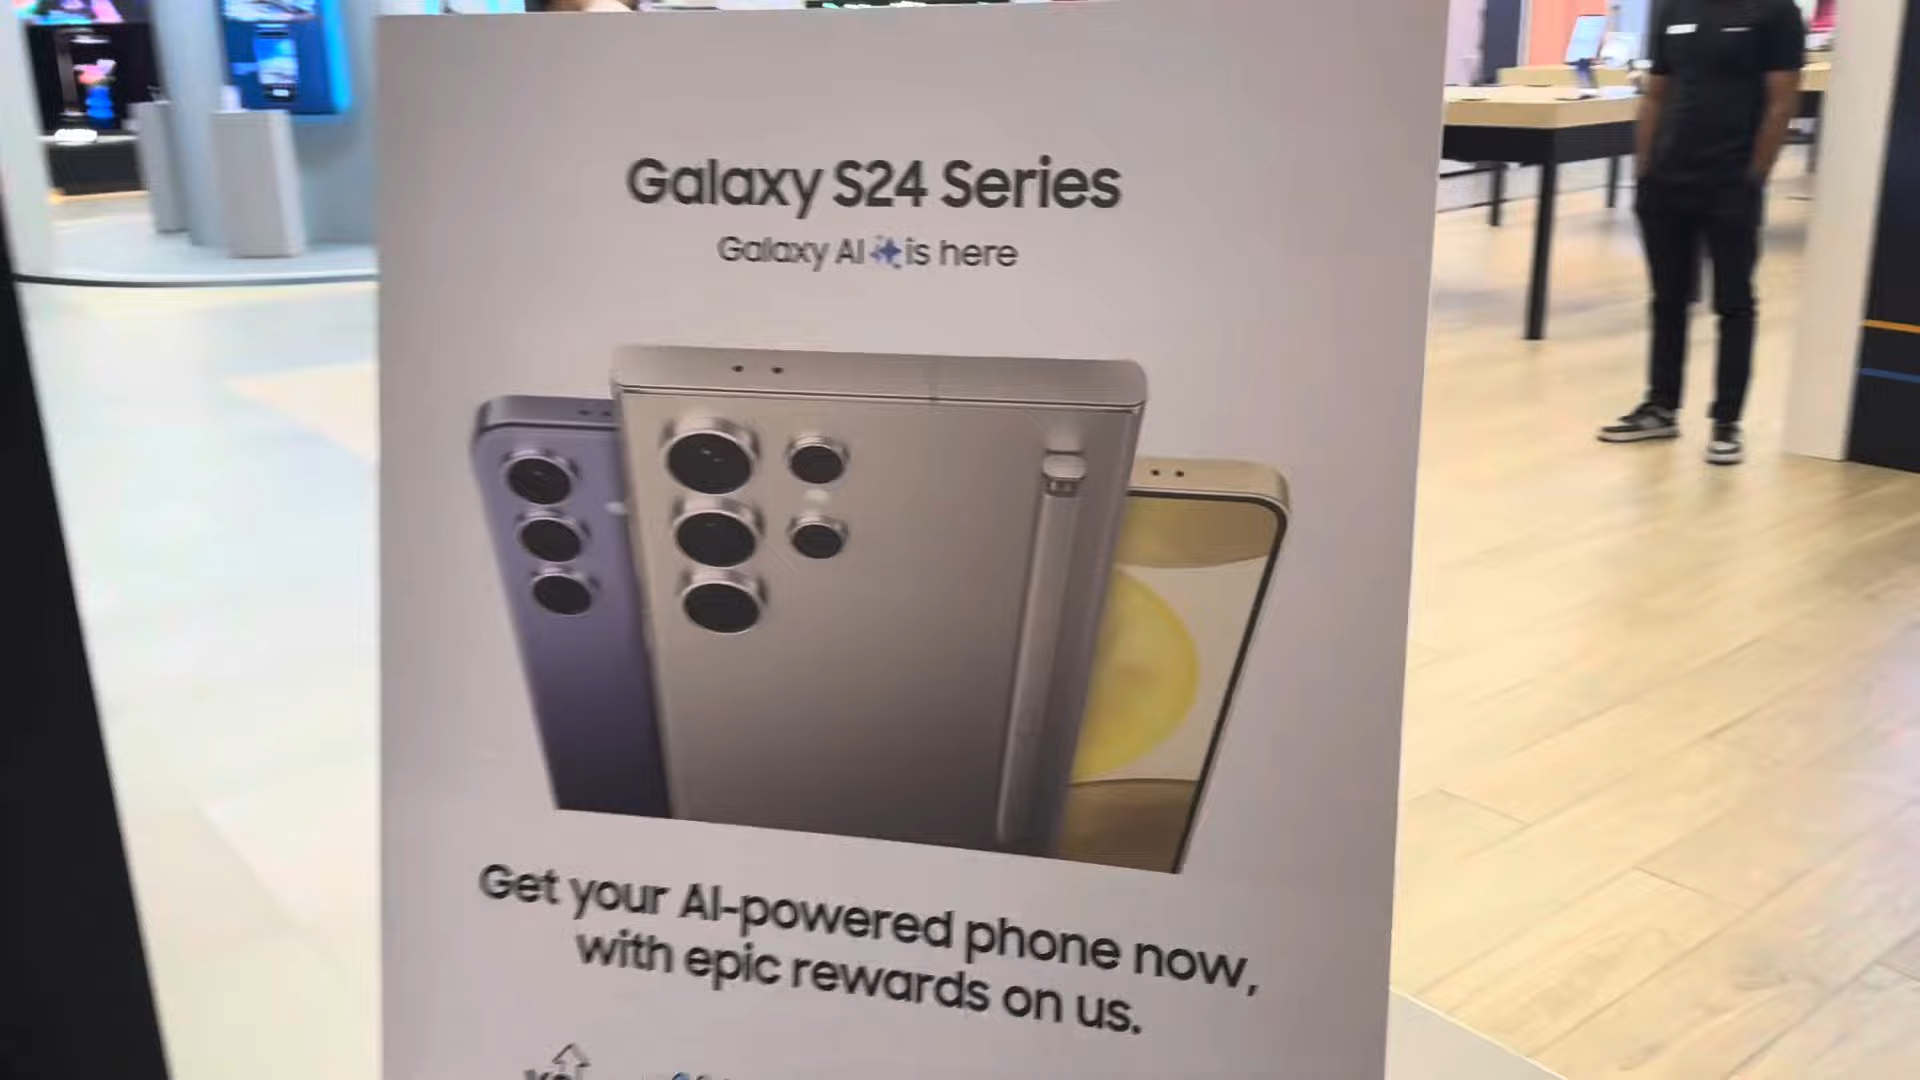 Galaxy S24 Series
Galaxy AI is here
Get your AI-powered phone now,
with epic rewards on us.